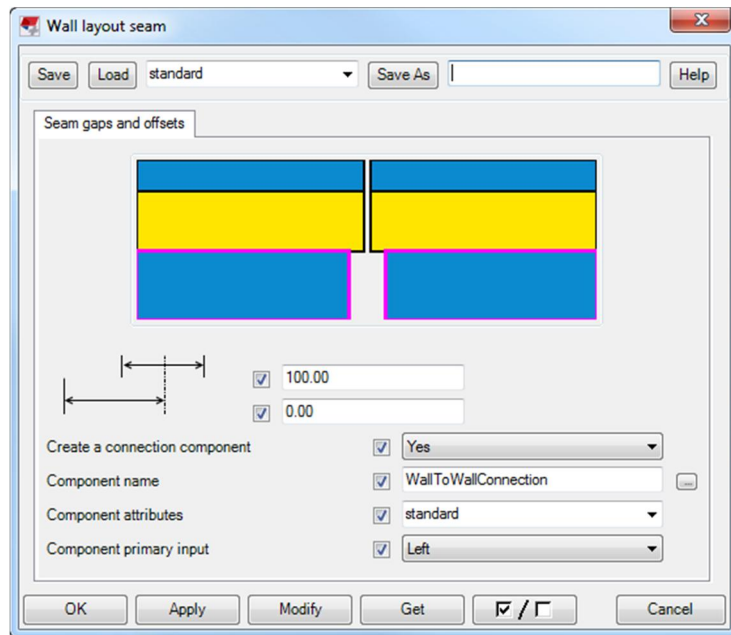 Wall layout seam
Save Load standard Save As Help
Seam gaps and offsets
100.00
0.00
Create a connection component Yes
Component name WallToWallConnection ...
Component attributes standard
Component primary input Left
OK Apply Modify Get / Cancel